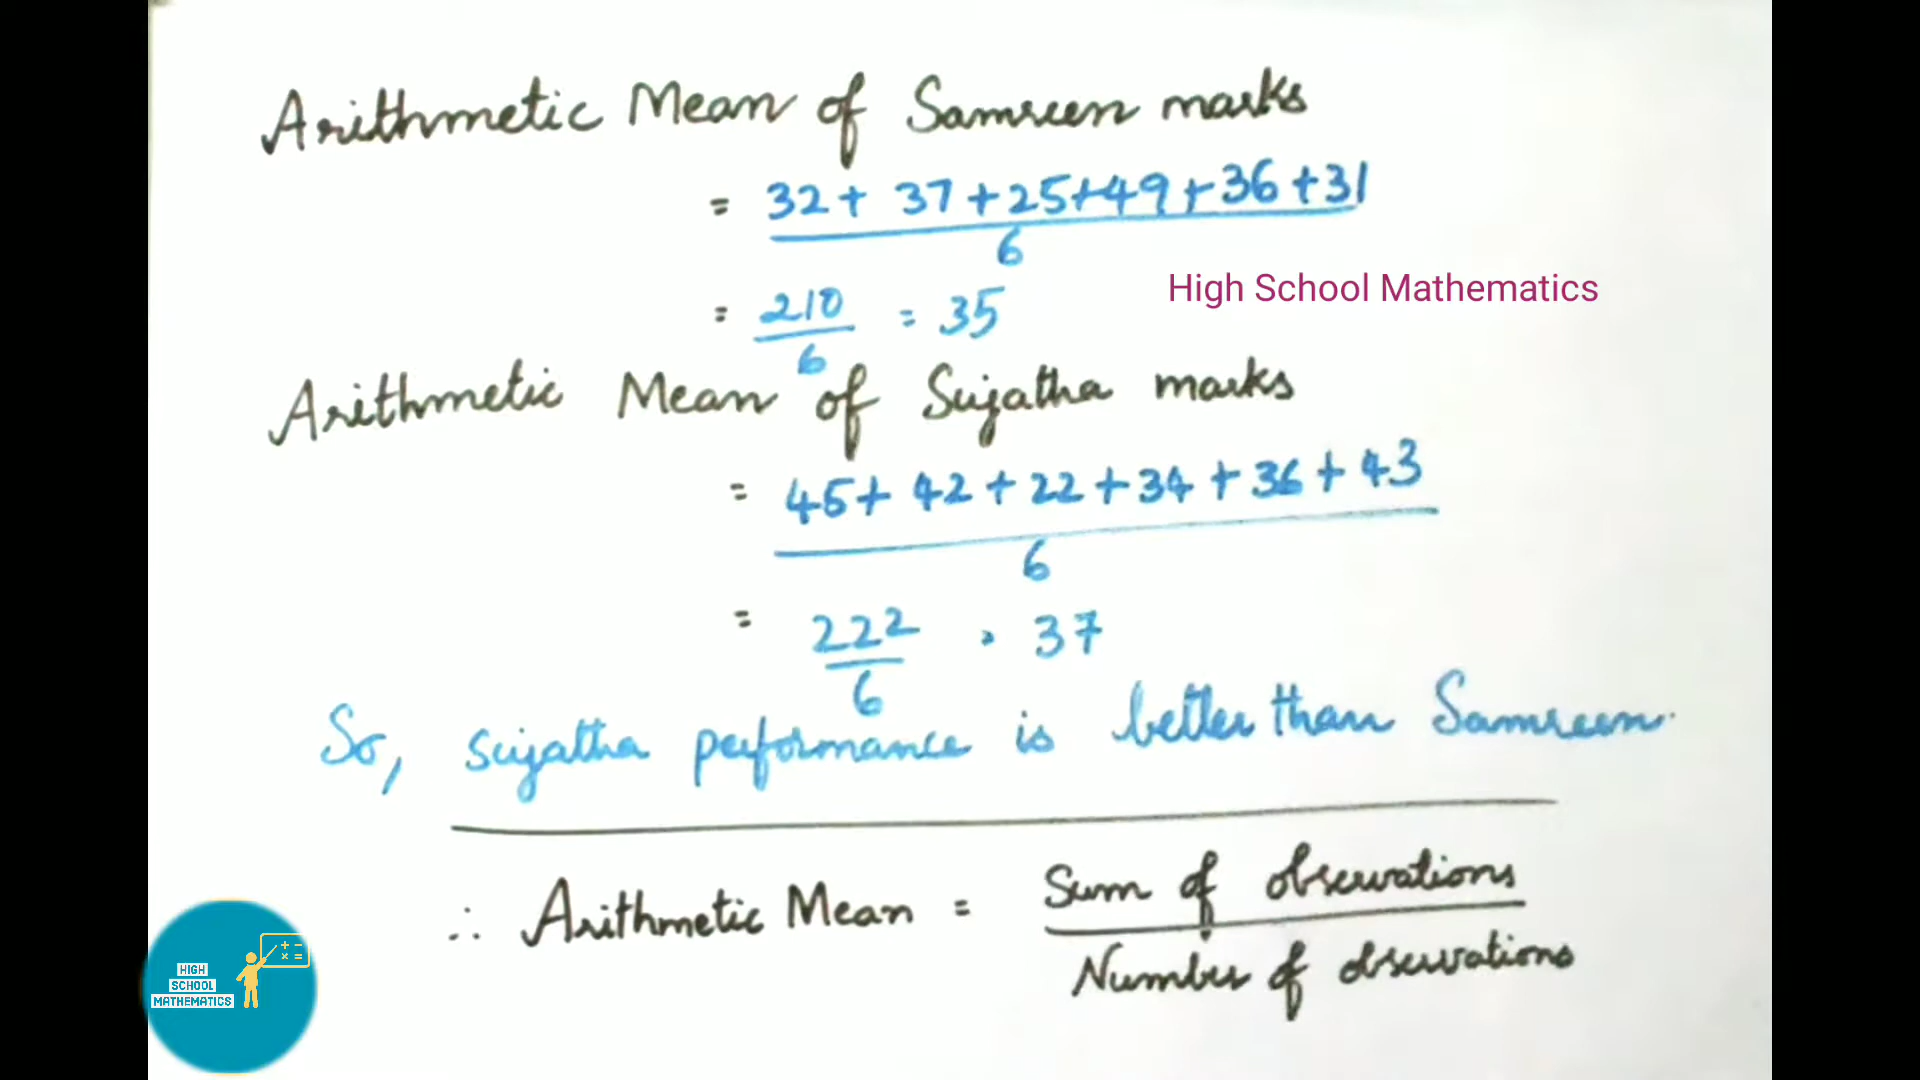 Arithmetic Mean of Samreen marks
= 32+ 37+25+49+36+31
6
High School Mathematics
= 210 = 35
6
Arithmetic Mean of Sujatha marks
= 45+ 42+22+34+36+43
6
= 222 = 37
6
So, sujatha performance is better than Samreen.
∴ Arithmetic Mean = Sum of observations
Number of observations
HIGH
SCHOOL
MATHEMATICS
+ -
× =